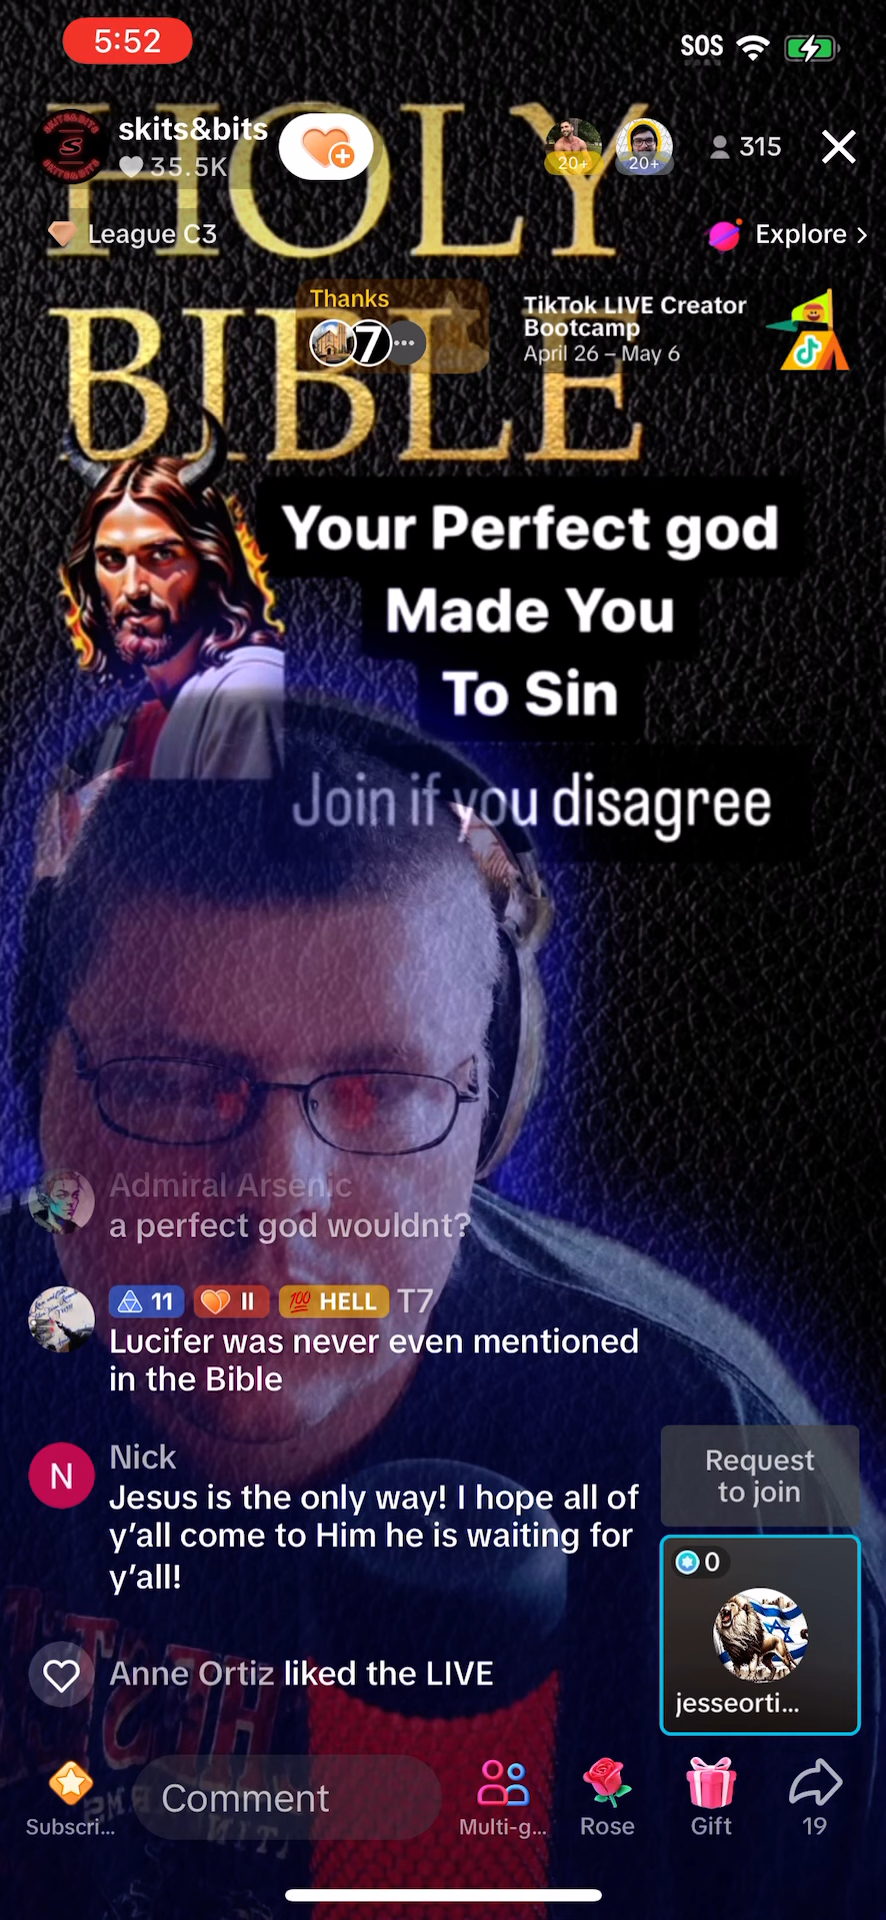 5:52
SOS
HOLY
skits&bits
35.5K
20+
20+
315
League C3
Explore >
BIBLE
Thanks
7
TikTok LIVE Creator
Bootcamp
April 26 – May 6
Your Perfect god
Made You
To Sin
Join if you disagree
Admiral Arsenic
a perfect god wouldnt?
11 II 💯 HELL T7
Lucifer was never even mentioned
in the Bible
N
Nick
Jesus is the only way! I hope all of
y'all come to Him he is waiting for
y'all!
Request
to join
0
jesseorti...
Anne Ortiz liked the LIVE
Subscri...
Comment
Multi-g...
Rose
Gift
19